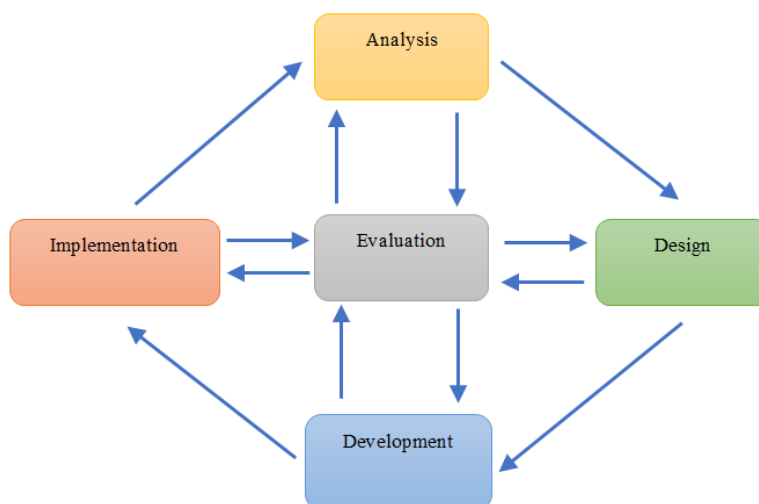 Analysis
Implementation
Evaluation
Design
Development